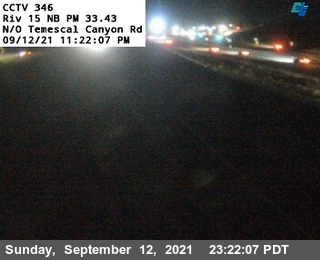 CCTV 346
Riv 15 NB PM 33.43
N/O Temescal Canyon Rd
09/12/21 11:22:07 PM
Sunday, September 12, 2021 23:22:07 PDT